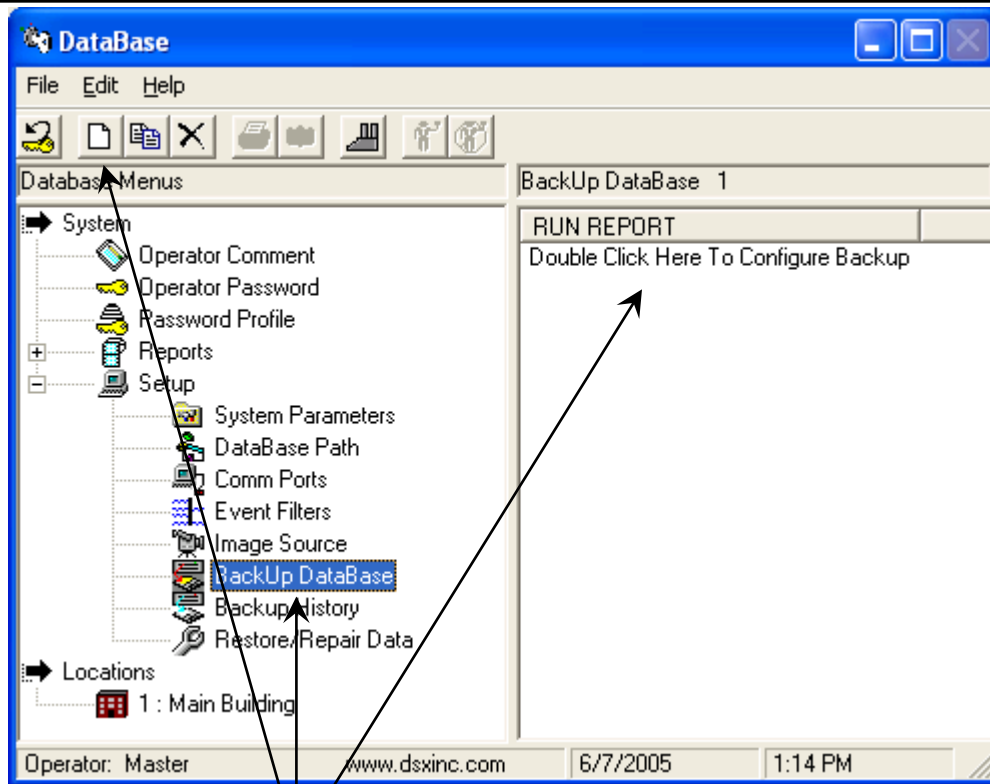 DataBase
File Edit Help
Database Menus
BackUp DataBase 1
System
Operator Comment
Operator Password
Password Profile
Reports
Setup
System Parameters
DataBase Path
Comm Ports
Event Filters
Image Source
BackUp DataBase
Backup History
Restore/Repair Data
Locations
1 : Main Building
RUN REPORT
Double Click Here To Configure Backup
Operator: Master www.dsxinc.com 6/7/2005 1:14 PM